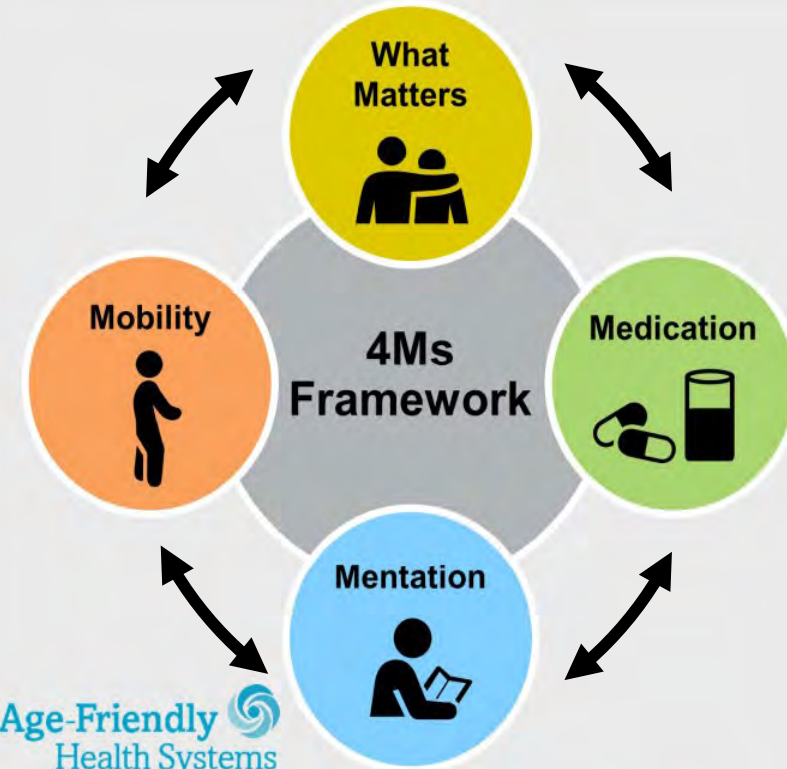 What
Matters
Mobility
4Ms
Framework
Medication
Mentation
Age-Friendly
Health Systems